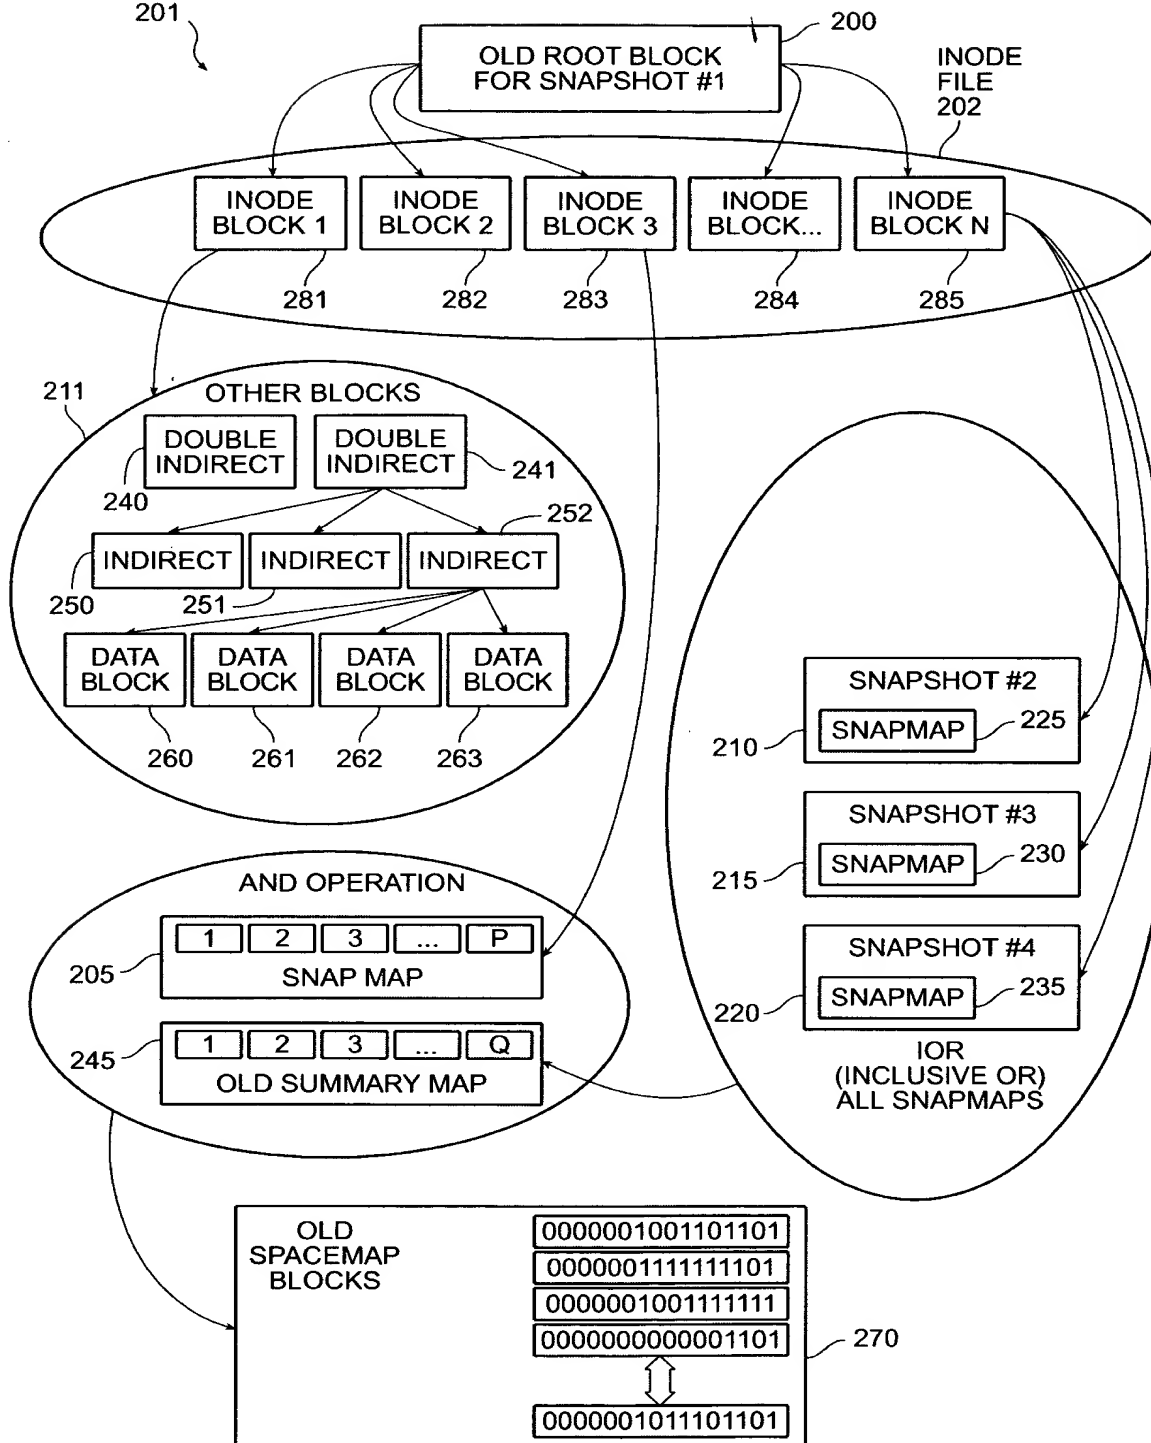 201
200
OLD ROOT BLOCK
FOR SNAPSHOT #1
INODE
FILE
202
INODE
BLOCK 1
INODE
BLOCK 2
INODE
BLOCK 3
INODE
BLOCK...
INODE
BLOCK N
281
282
283
284
285
211
OTHER BLOCKS
DOUBLE
INDIRECT
DOUBLE
INDIRECT
240
241
252
INDIRECT
INDIRECT
INDIRECT
250
251
DATA
BLOCK
DATA
BLOCK
DATA
BLOCK
DATA
BLOCK
260
261
262
263
SNAPSHOT #2
SNAPMAP
225
210
SNAPSHOT #3
SNAPMAP
230
215
SNAPSHOT #4
SNAPMAP
235
220
IOR
(INCLUSIVE OR)
ALL SNAPMAPS
AND OPERATION
1 2 3 ... P
SNAP MAP
205
1 2 3 ... Q
OLD SUMMARY MAP
245
OLD
SPACEMAP
BLOCKS
0000001001101101
0000001111111101
0000001001111111
0000000000001101
0000001011101101
270